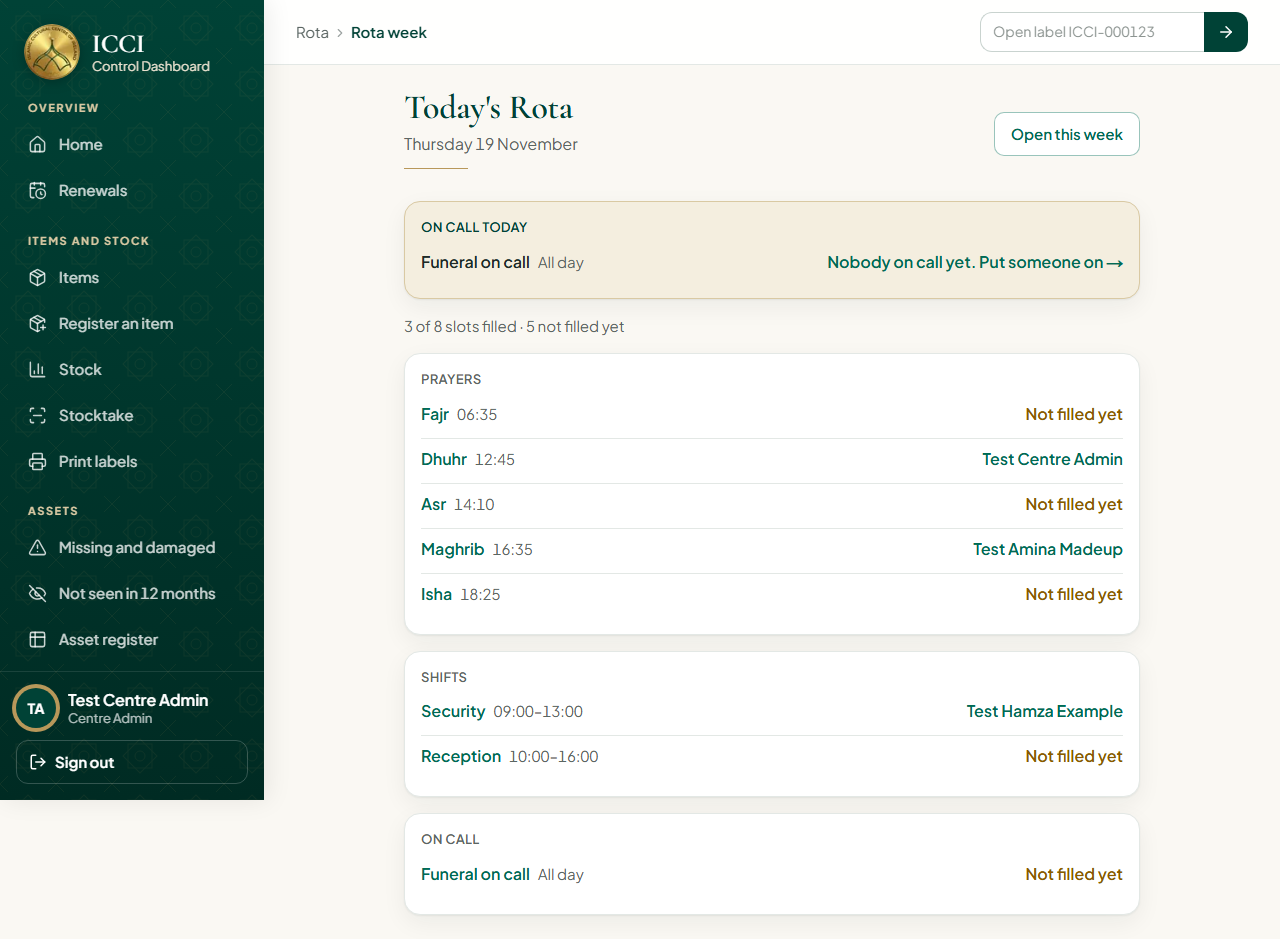 ICCI
Control Dashboard
OVERVIEW
Home
Renewals
ITEMS AND STOCK
Items
Register an item
Stock
Stocktake
Print labels
ASSETS
Missing and damaged
Not seen in 12 months
Asset register
TA
Test Centre Admin
Centre Admin
Sign out
Rota › Rota week
Open label ICCI-000123
Today's Rota
Thursday 19 November
Open this week
ON CALL TODAY
Funeral on call All day Nobody on call yet. Put someone on →
3 of 8 slots filled · 5 not filled yet
PRAYERS
Fajr 06:35 Not filled yet
Dhuhr 12:45 Test Centre Admin
Asr 14:10 Not filled yet
Maghrib 16:35 Test Amina Madeup
Isha 18:25 Not filled yet
SHIFTS
Security 09:00–13:00 Test Hamza Example
Reception 10:00–16:00 Not filled yet
ON CALL
Funeral on call All day Not filled yet